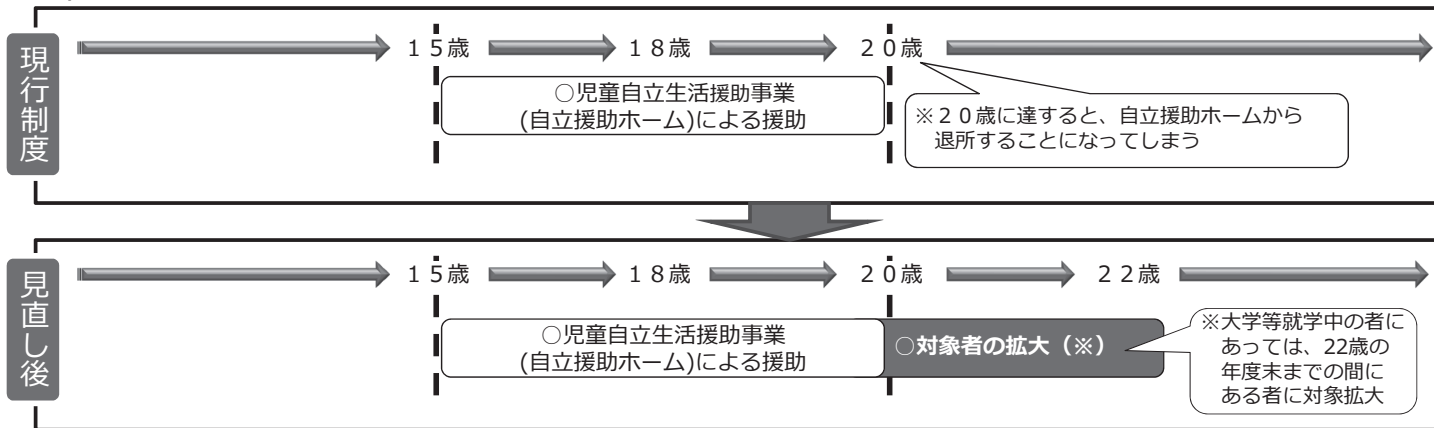 現行制度
１５歳 １８歳 ２０歳
○児童自立生活援助事業
(自立援助ホーム)による援助
※２０歳に達すると、自立援助ホームから
退所することになってしまう
見直し後
１５歳 １８歳 ２０歳 ２２歳
○児童自立生活援助事業
(自立援助ホーム)による援助
○対象者の拡大（※）
※大学等就学中の者に
あっては、22歳の
年度末までの間に
ある者に対象拡大